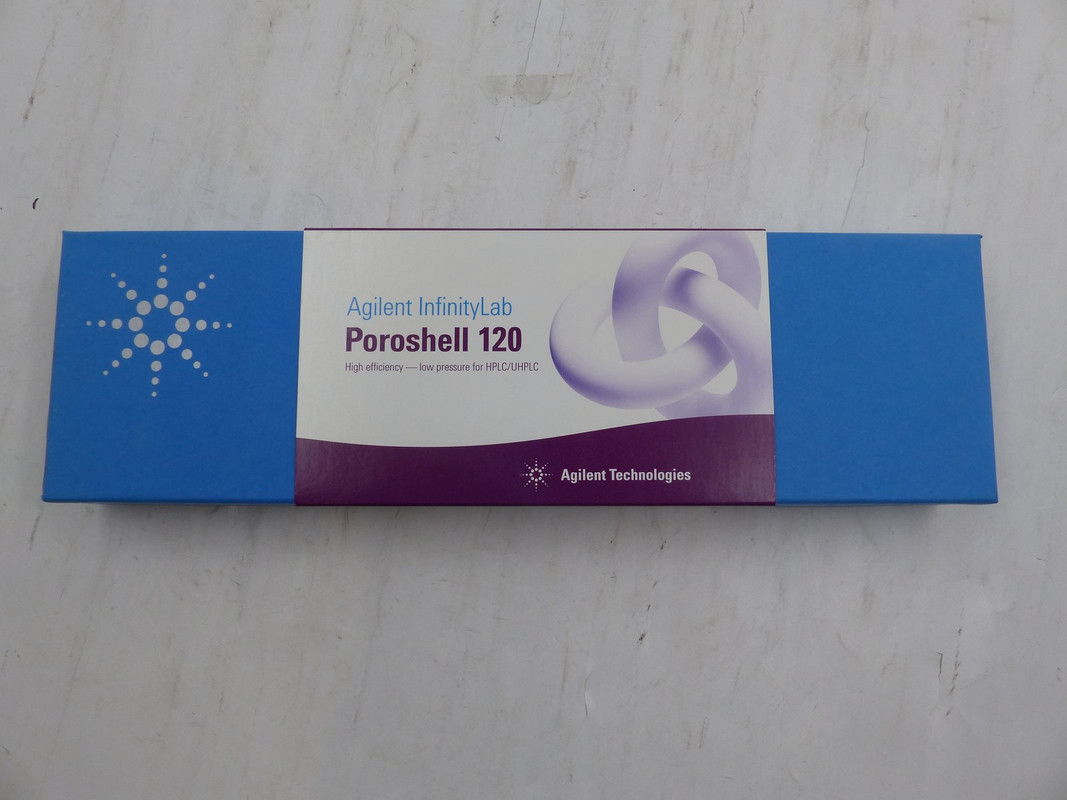 Agilent InfinityLab
Poroshell 120
High efficiency — low pressure for HPLC/UHPLC
Agilent Technologies